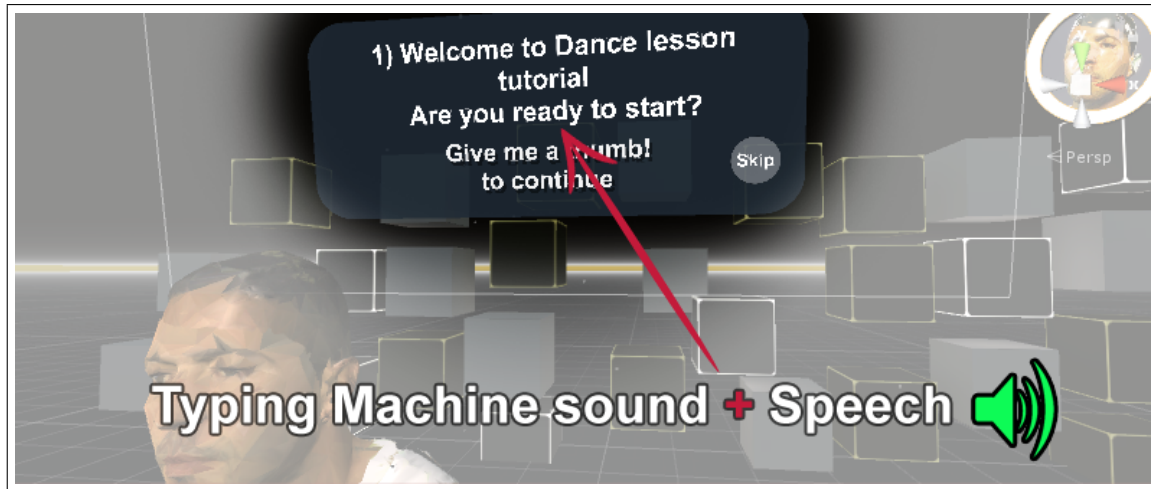 1) Welcome to Dance lesson
tutorial
Are you ready to start?
Give me a thumb!
to continue
Skip
y
x
Persp
Typing Machine sound + Speech